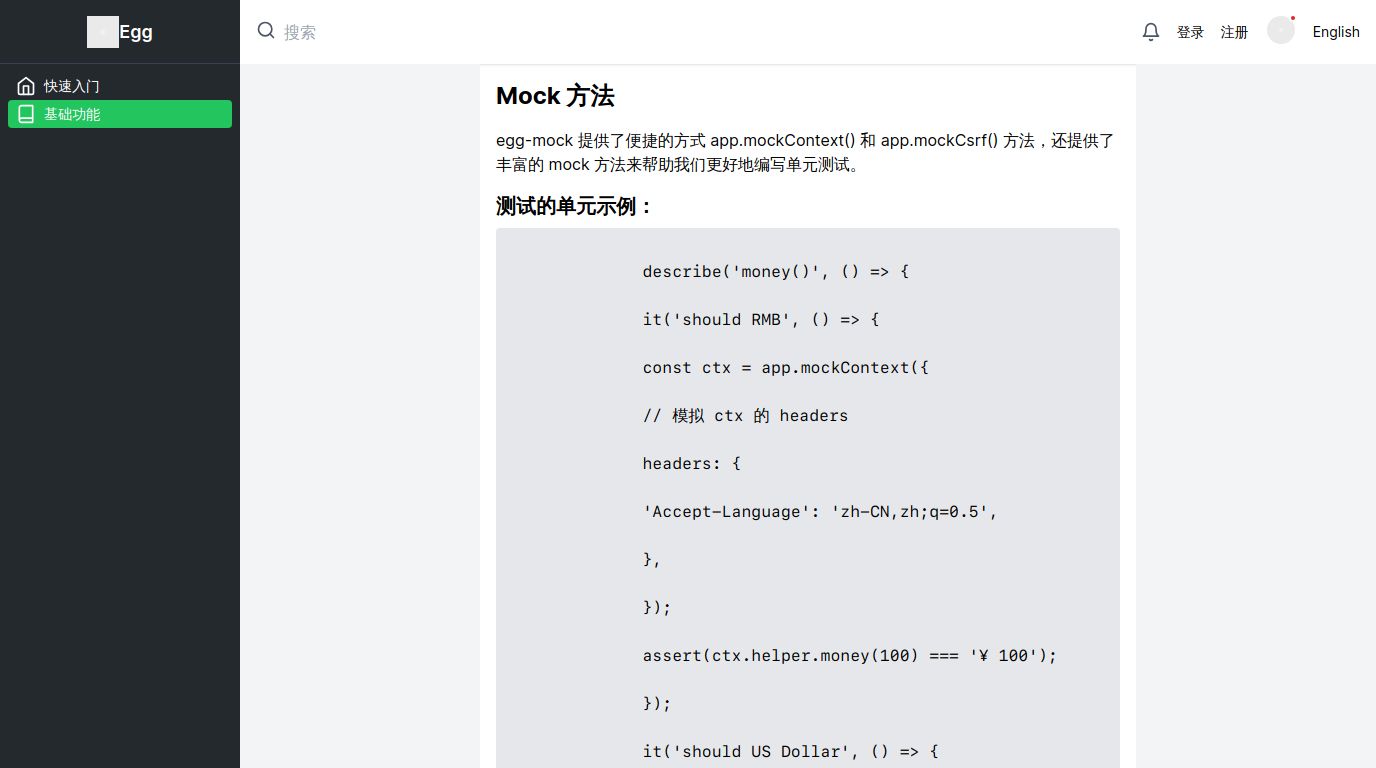 Egg
搜索
登录
注册
English
快速入门
基础功能
Mock 方法
egg-mock 提供了便捷的方式 app.mockContext() 和 app.mockCsrf() 方法，还提供了
丰富的 mock 方法来帮助我们更好地编写单元测试。
测试的单元示例：
describe('money()', () => {
it('should RMB', () => {
const ctx = app.mockContext({
// 模拟 ctx 的 headers
headers: {
'Accept-Language': 'zh-CN,zh;q=0.5',
},
});
assert(ctx.helper.money(100) === '¥ 100');
});
it('should US Dollar', () => {